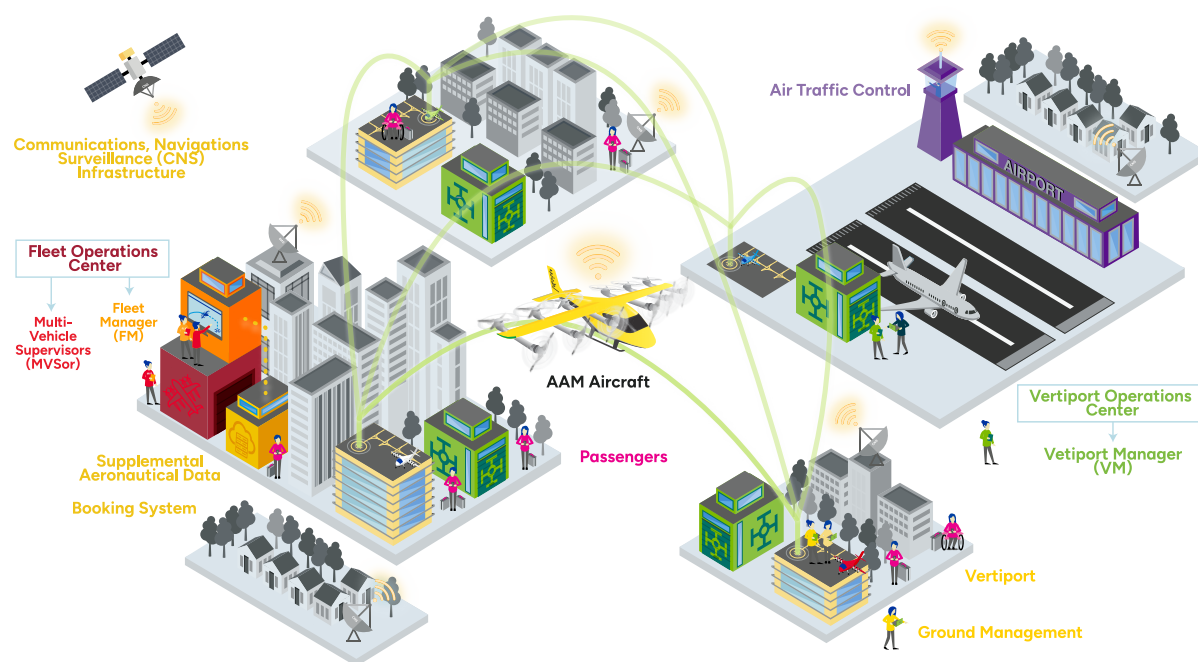 Air Traffic Control
Communications, Navigations
Surveillance (CNS)
Infrastructure
AIRPORT
Fleet Operations
Center
Multi-
Vehicle
Supervisors
(MVSor)
Fleet
Manager
(FM)
AAM Aircraft
Vertiport Operations
Center
Vetiport Manager
(VM)
Supplemental
Aeronautical Data
Passengers
Booking System
Vertiport
Ground Management